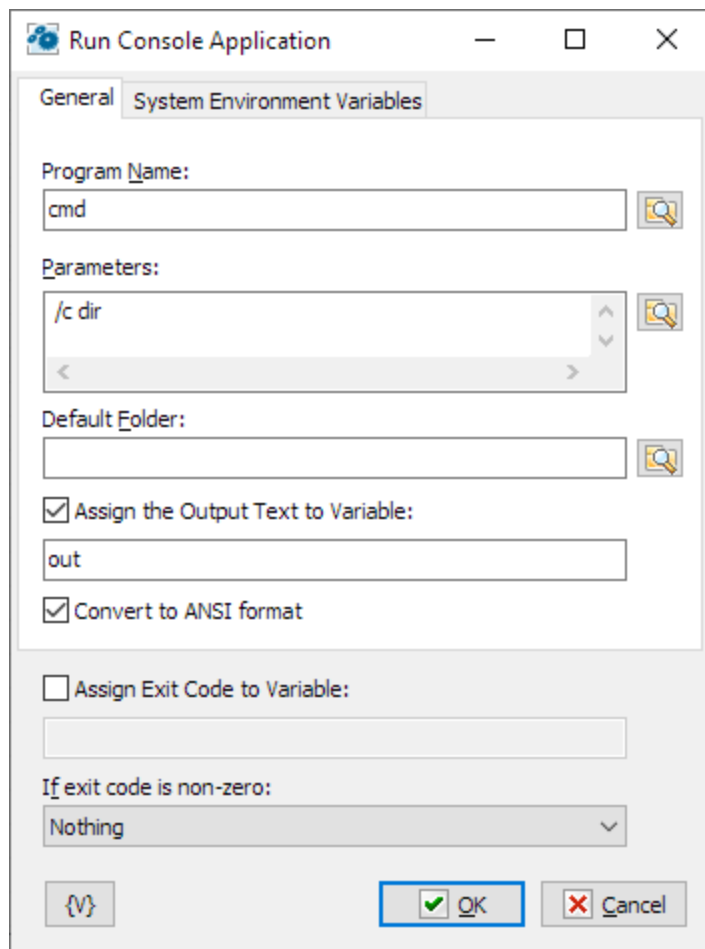 Run Console Application
General System Environment Variables
Program Name:
cmd
Parameters:
/c dir
Default Folder:
Assign the Output Text to Variable:
out
Convert to ANSI format
Assign Exit Code to Variable:
If exit code is non-zero:
Nothing
{V} OK Cancel